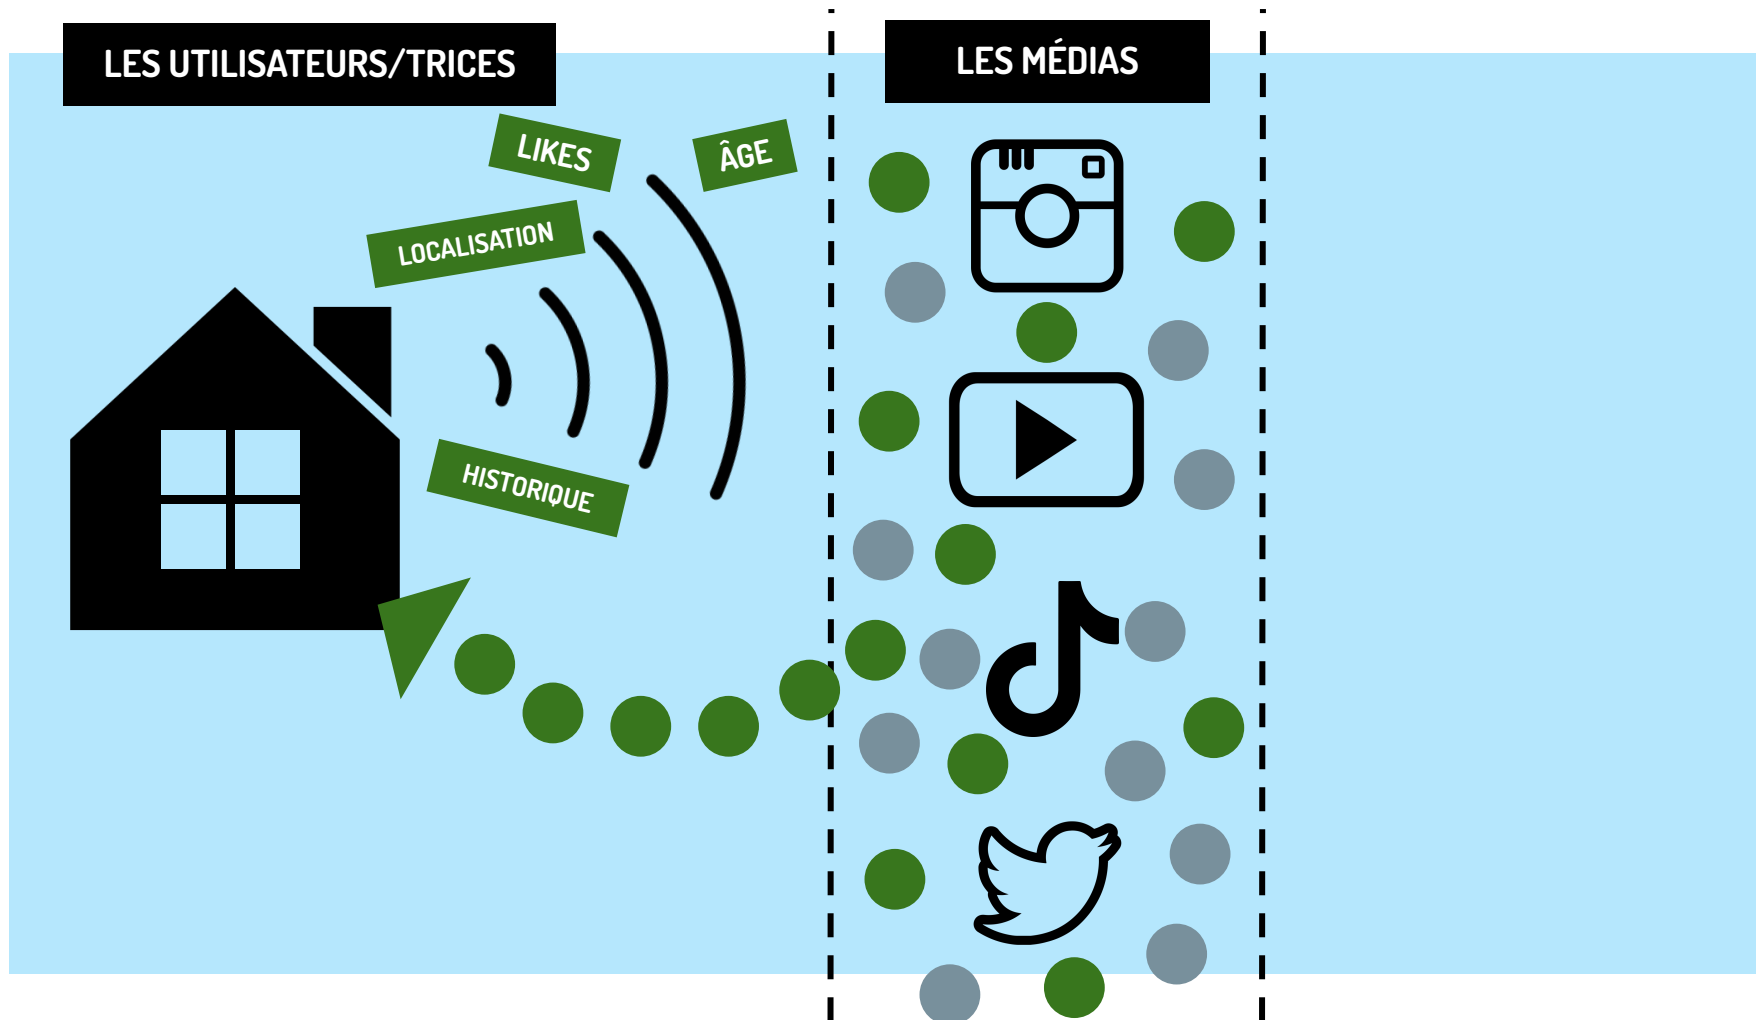 LES UTILISATEURS/TRICES
LES MÉDIAS
LIKES
ÂGE
LOCALISATION
HISTORIQUE